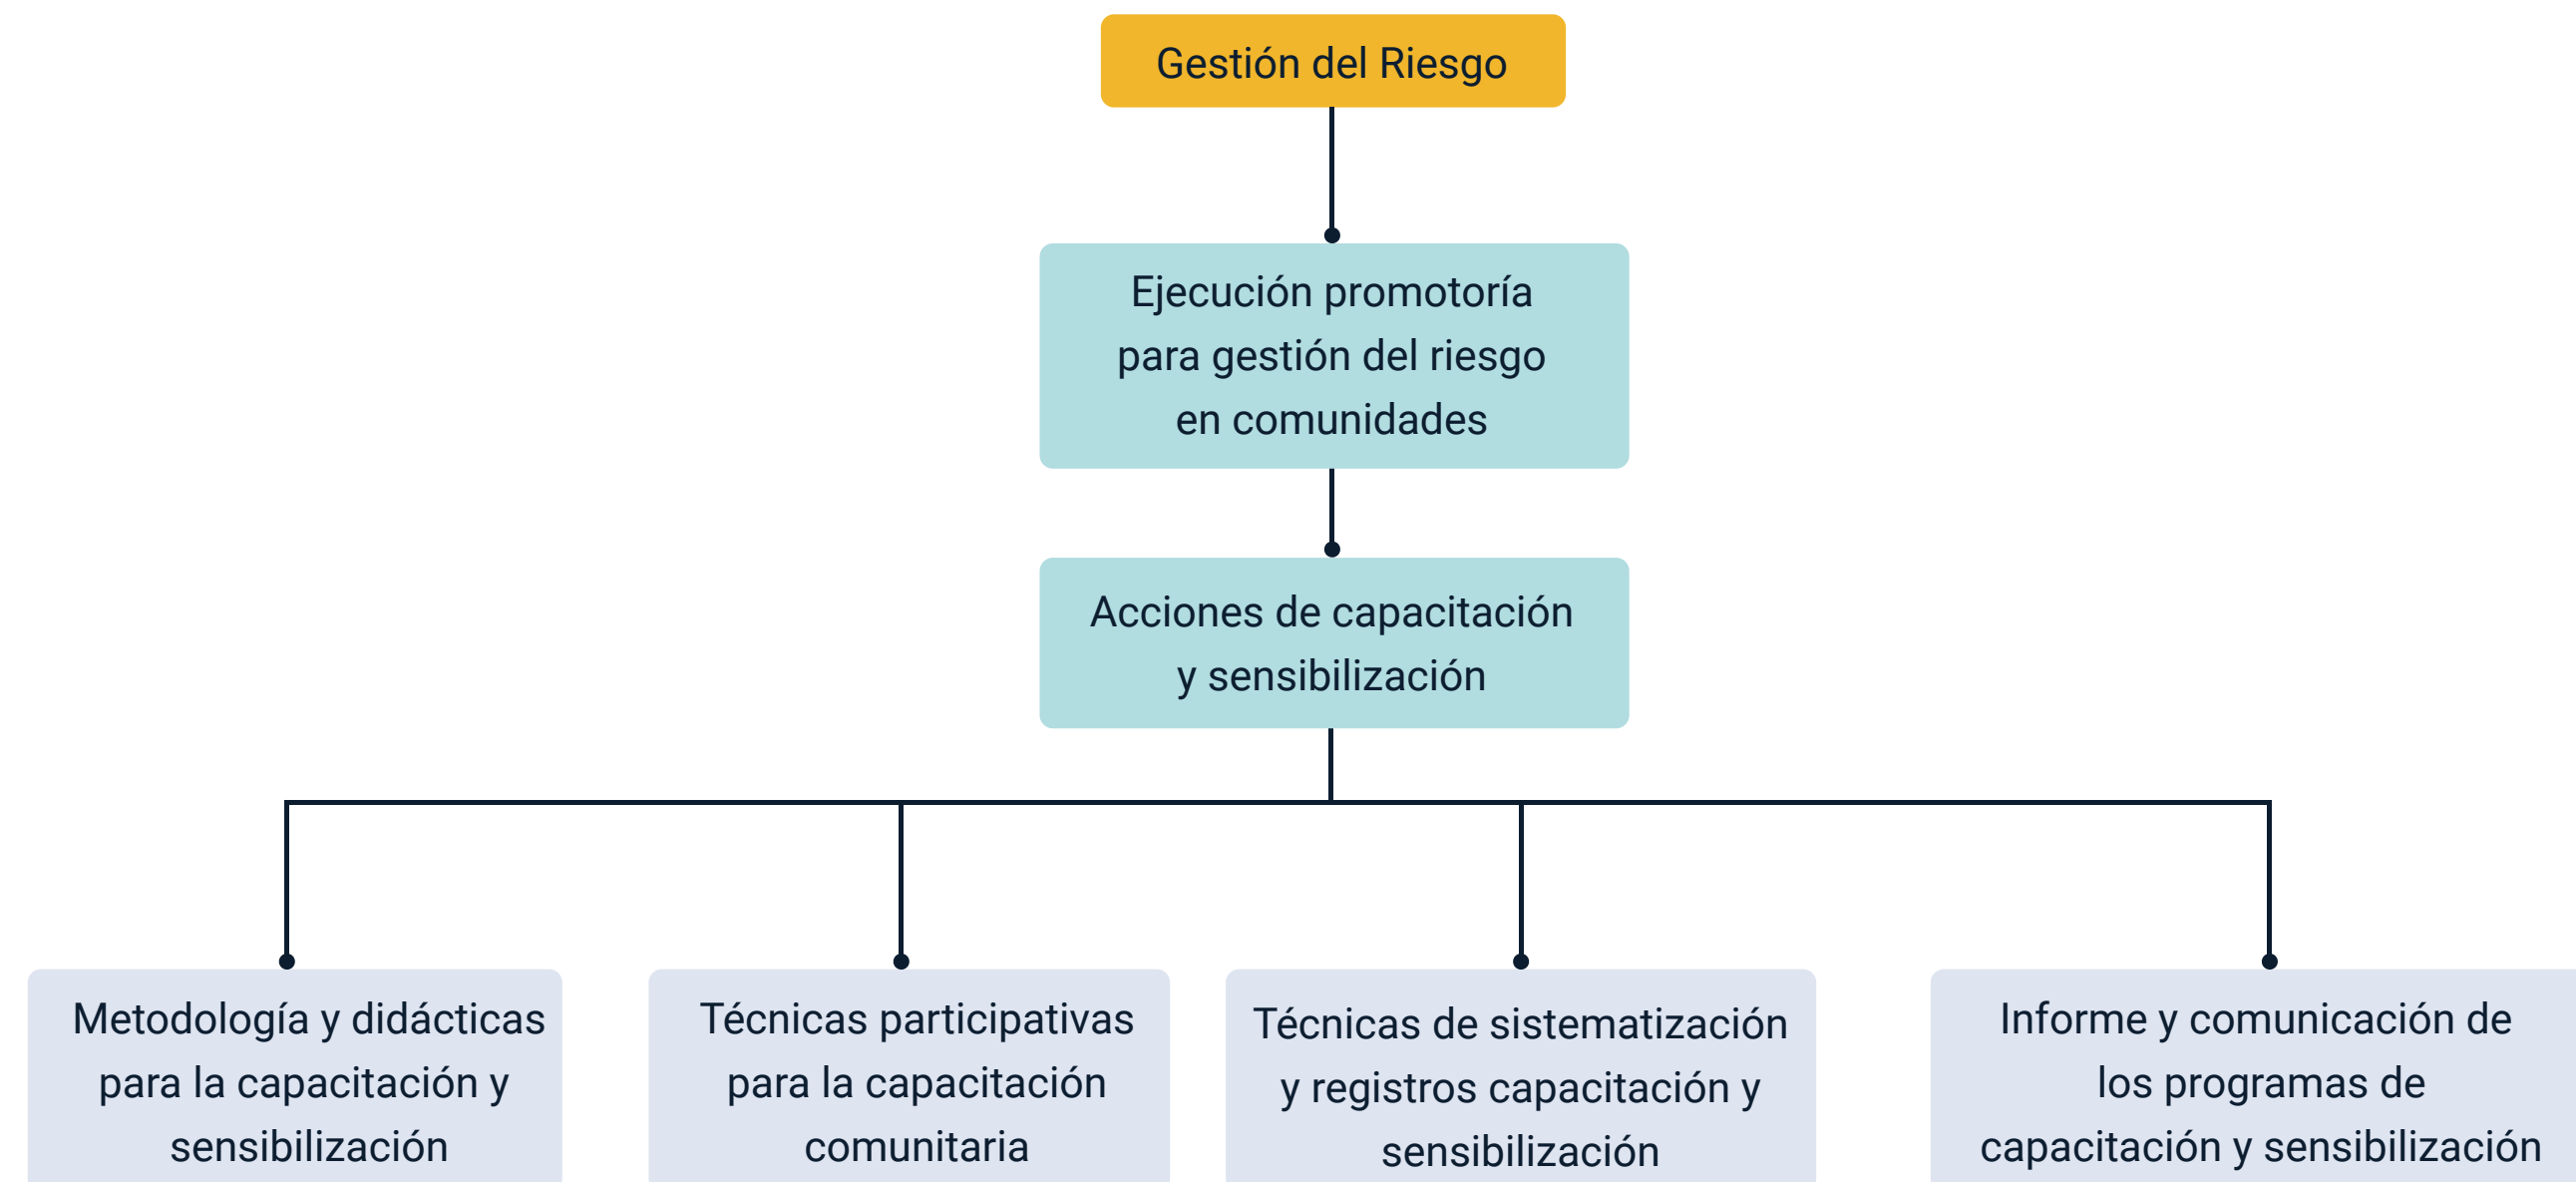 Gestión del Riesgo
Ejecución promotoría
para gestión del riesgo
en comunidades
Acciones de capacitación
y sensibilización
Metodología y didácticas
para la capacitación y
sensibilización
Técnicas participativas
para la capacitación
comunitaria
Técnicas de sistematización
y registros capacitación y
sensibilización
Informe y comunicación de
los programas de
capacitación y sensibilización